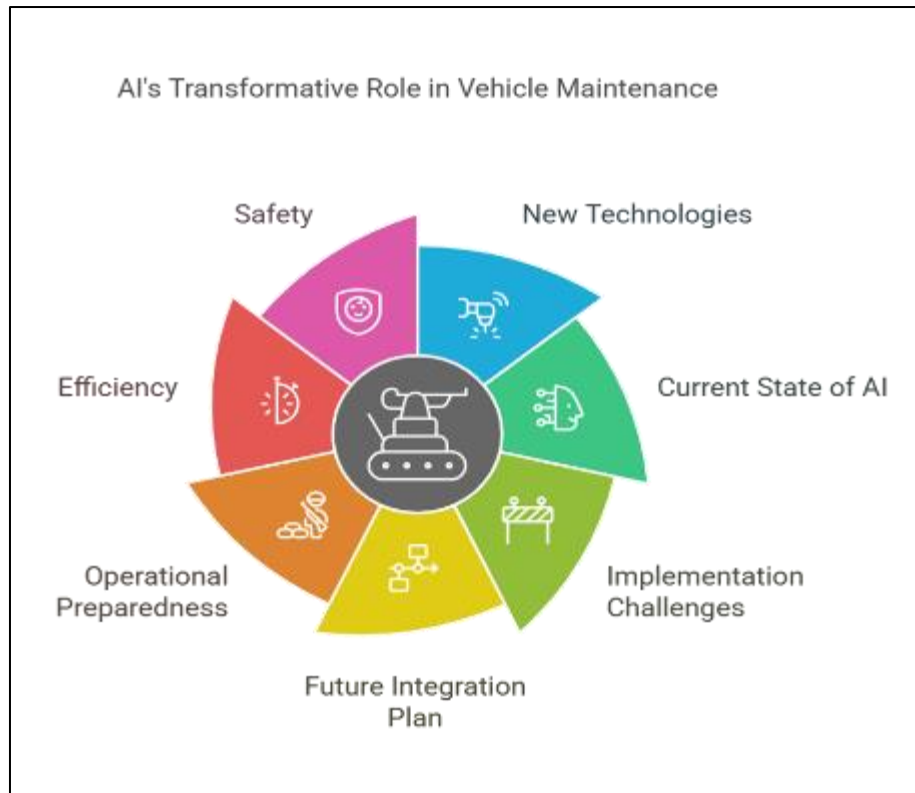 AI's Transformative Role in Vehicle Maintenance
Safety
New Technologies
Efficiency
Current State of AI
Operational
Preparedness
Implementation
Challenges
Future Integration
Plan